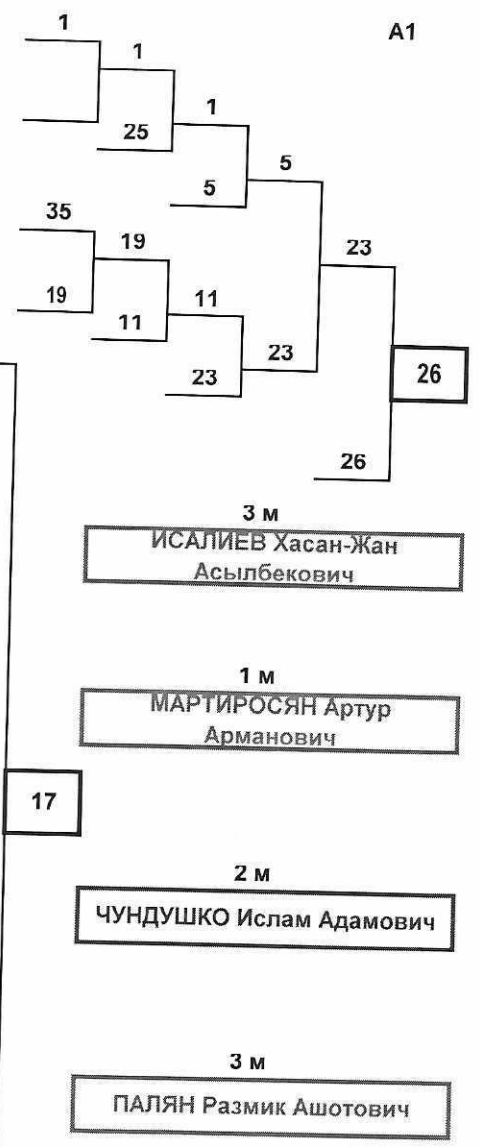 1
A1
1
1
25
5
5
35
23
19
19
11
11
23
23
26
26
3 м
ИСАЛИЕВ Хасан-Жан
Асылбекович
1 м
МАРТИРОСЯН Артур
Арманович
17
2 м
ЧУНДУШКО Ислам Адамович
3 м
ПАЛЯН Размик Ашотович